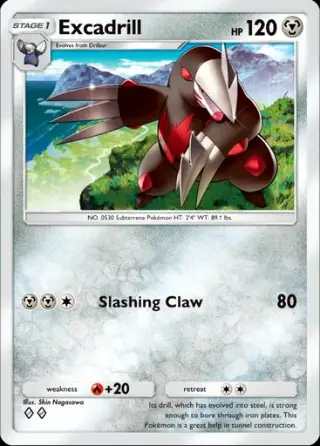 STAGE 1 Excadrill HP 120
Evolves from Drilbur
NO. 0530 Subterrene Pokémon HT: 2'4" WT: 89.1 lbs.
Slashing Claw 80
weakness +20 retreat
Illus. Shin Nagasawa
Its drill, which has evolved into steel, is strong
enough to bore through iron plates. This
Pokémon is a great help in tunnel construction.